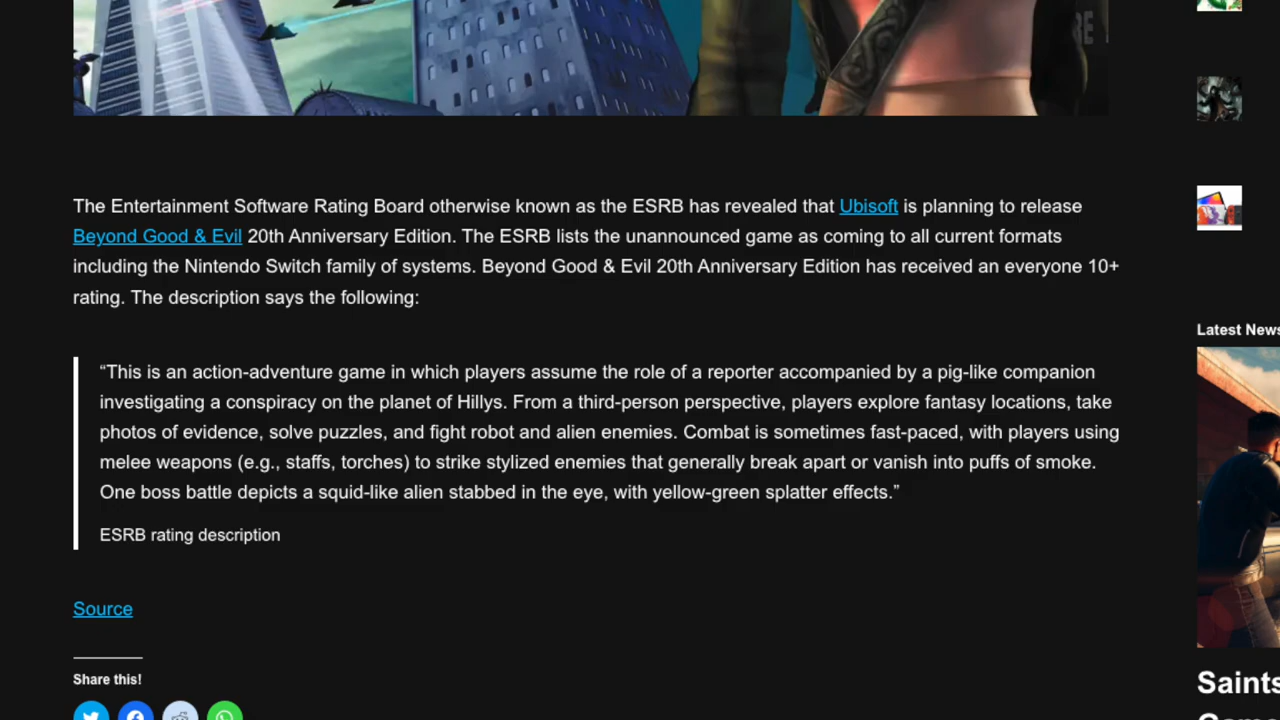 The Entertainment Software Rating Board otherwise known as the ESRB has revealed that Ubisoft is planning to release
Beyond Good & Evil 20th Anniversary Edition. The ESRB lists the unannounced game as coming to all current formats
including the Nintendo Switch family of systems. Beyond Good & Evil 20th Anniversary Edition has received an everyone 10+
rating. The description says the following:
“This is an action-adventure game in which players assume the role of a reporter accompanied by a pig-like companion
investigating a conspiracy on the planet of Hillys. From a third-person perspective, players explore fantasy locations, take
photos of evidence, solve puzzles, and fight robot and alien enemies. Combat is sometimes fast-paced, with players using
melee weapons (e.g., staffs, torches) to strike stylized enemies that generally break apart or vanish into puffs of smoke.
One boss battle depicts a squid-like alien stabbed in the eye, with yellow-green splatter effects.”
ESRB rating description
Source
Share this!
Latest News
Saints